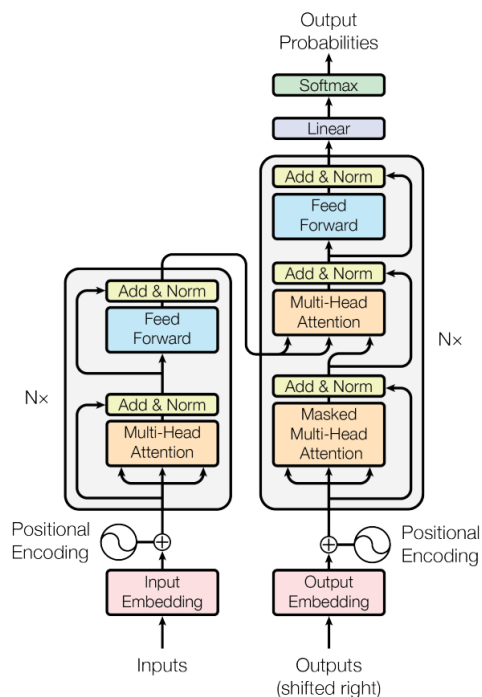 Output
Probabilities
Softmax
Linear
Add & Norm
Feed
Forward
Add & Norm
Multi-Head
Attention
Add & Norm
Masked
Multi-Head
Attention
N×
Add & Norm
Feed
Forward
Add & Norm
Multi-Head
Attention
N×
Positional
Encoding
Positional
Encoding
Input
Embedding
Output
Embedding
Inputs
Outputs
(shifted right)